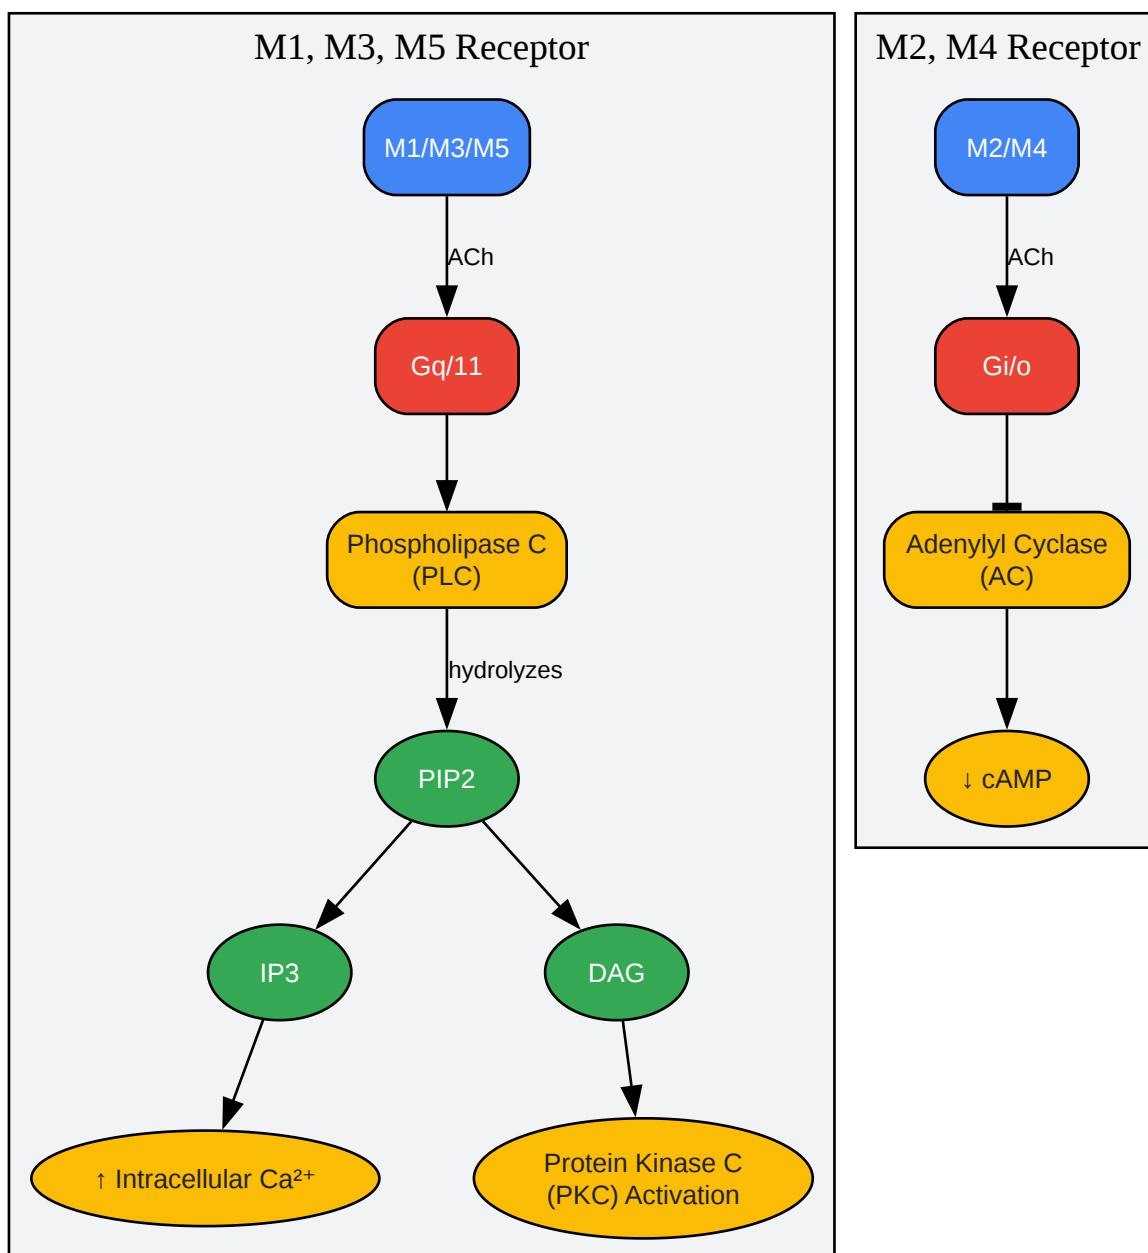 M1, M3, M5 Receptor
M1/M3/M5
ACh
Gq/11
Phospholipase C
(PLC)
hydrolyzes
PIP2
IP3
DAG
↑ Intracellular Ca²⁺
Protein Kinase C
(PKC) Activation
M2, M4 Receptor
M2/M4
ACh
Gi/o
Adenylyl Cyclase
(AC)
↓ cAMP